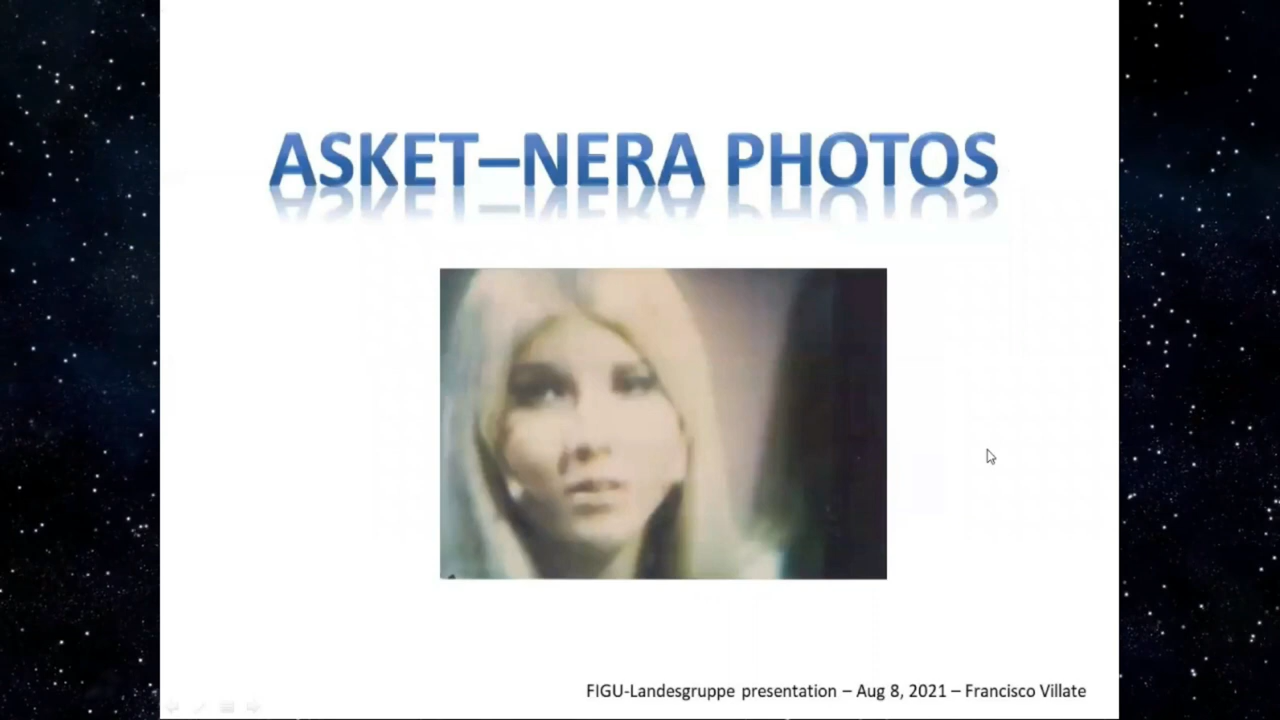 ASKET–NERA PHOTOS
FIGU-Landesgruppe presentation – Aug 8, 2021 – Francisco Villate